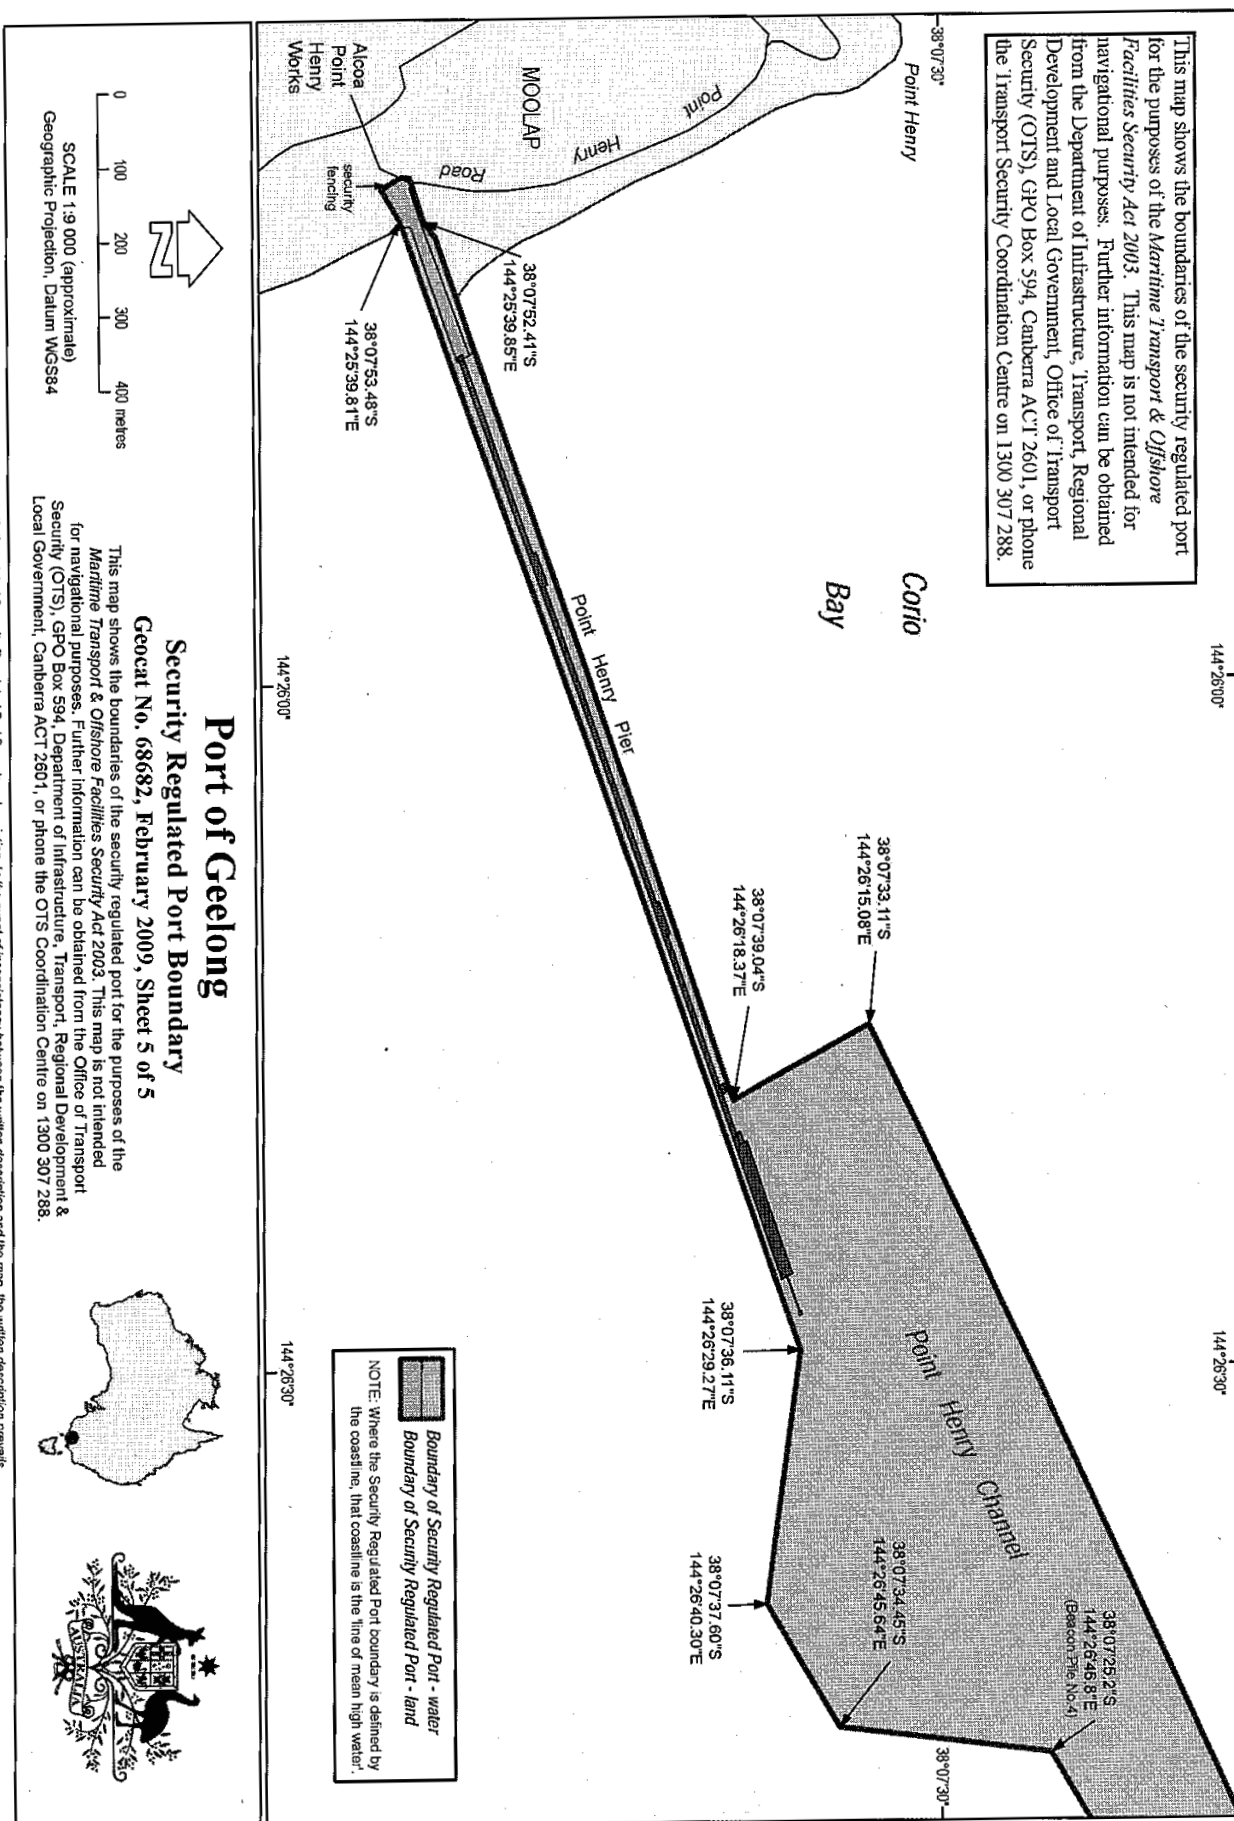 This map shows the boundaries of the security regulated port
for the purposes of the Maritime Transport & Offshore
Facilities Security Act 2003. This map is not intended for
navigational purposes. Further information can be obtained
from the Department of Infrastructure, Transport, Regional
Development and Local Government, Office of Transport
Security (OTS), GPO Box 594, Canberra ACT 2601, or phone
the Transport Security Coordination Centre on 1300 307 288.
144°26'00"
144°26'30"
38°07'30"
Point Henry
Corio
Bay
MOOLAP
Point Henry Road
Alcoa
Point
Henry
Works
security
fencing
38°07'52.41"S
144°25'39.85"E
38°07'53.48"S
144°25'39.81"E
Point Henry Pier
38°07'33.11"S
144°26'15.08"E
38°07'39.04"S
144°26'18.37"E
Point Henry Channel
38°07'36.11"S
144°26'29.27"E
38°07'37.60"S
144°26'40.30"E
38°07'34.45"S
144°26'45.64"E
38°07'25.2"S
144°26'46.8"E
(Beacon Pile No.4)
38°07'30"
Boundary of Security Regulated Port - water
Boundary of Security Regulated Port - land
NOTE: Where the Security Regulated Port boundary is defined by
the coastline, that coastline is the 'line of mean high water'.
144°26'00"
144°26'30"
N
0 100 200 300 400 metres
SCALE 1:9 000 (approximate)
Geographic Projection, Datum WGS84
Port of Geelong
Security Regulated Port Boundary
Geocat No. 68682, February 2009, Sheet 5 of 5
This map shows the boundaries of the security regulated port for the purposes of the
Maritime Transport & Offshore Facilities Security Act 2003. This map is not intended
for navigational purposes. Further information can be obtained from the Office of Transport
Security (OTS), GPO Box 594, Department of Infrastructure, Transport, Regional Development &
Local Government, Canberra ACT 2601, or phone the OTS Coordination Centre on 1300 307 288.
AUSTRALIA
between the written description and the map, the written description prevails